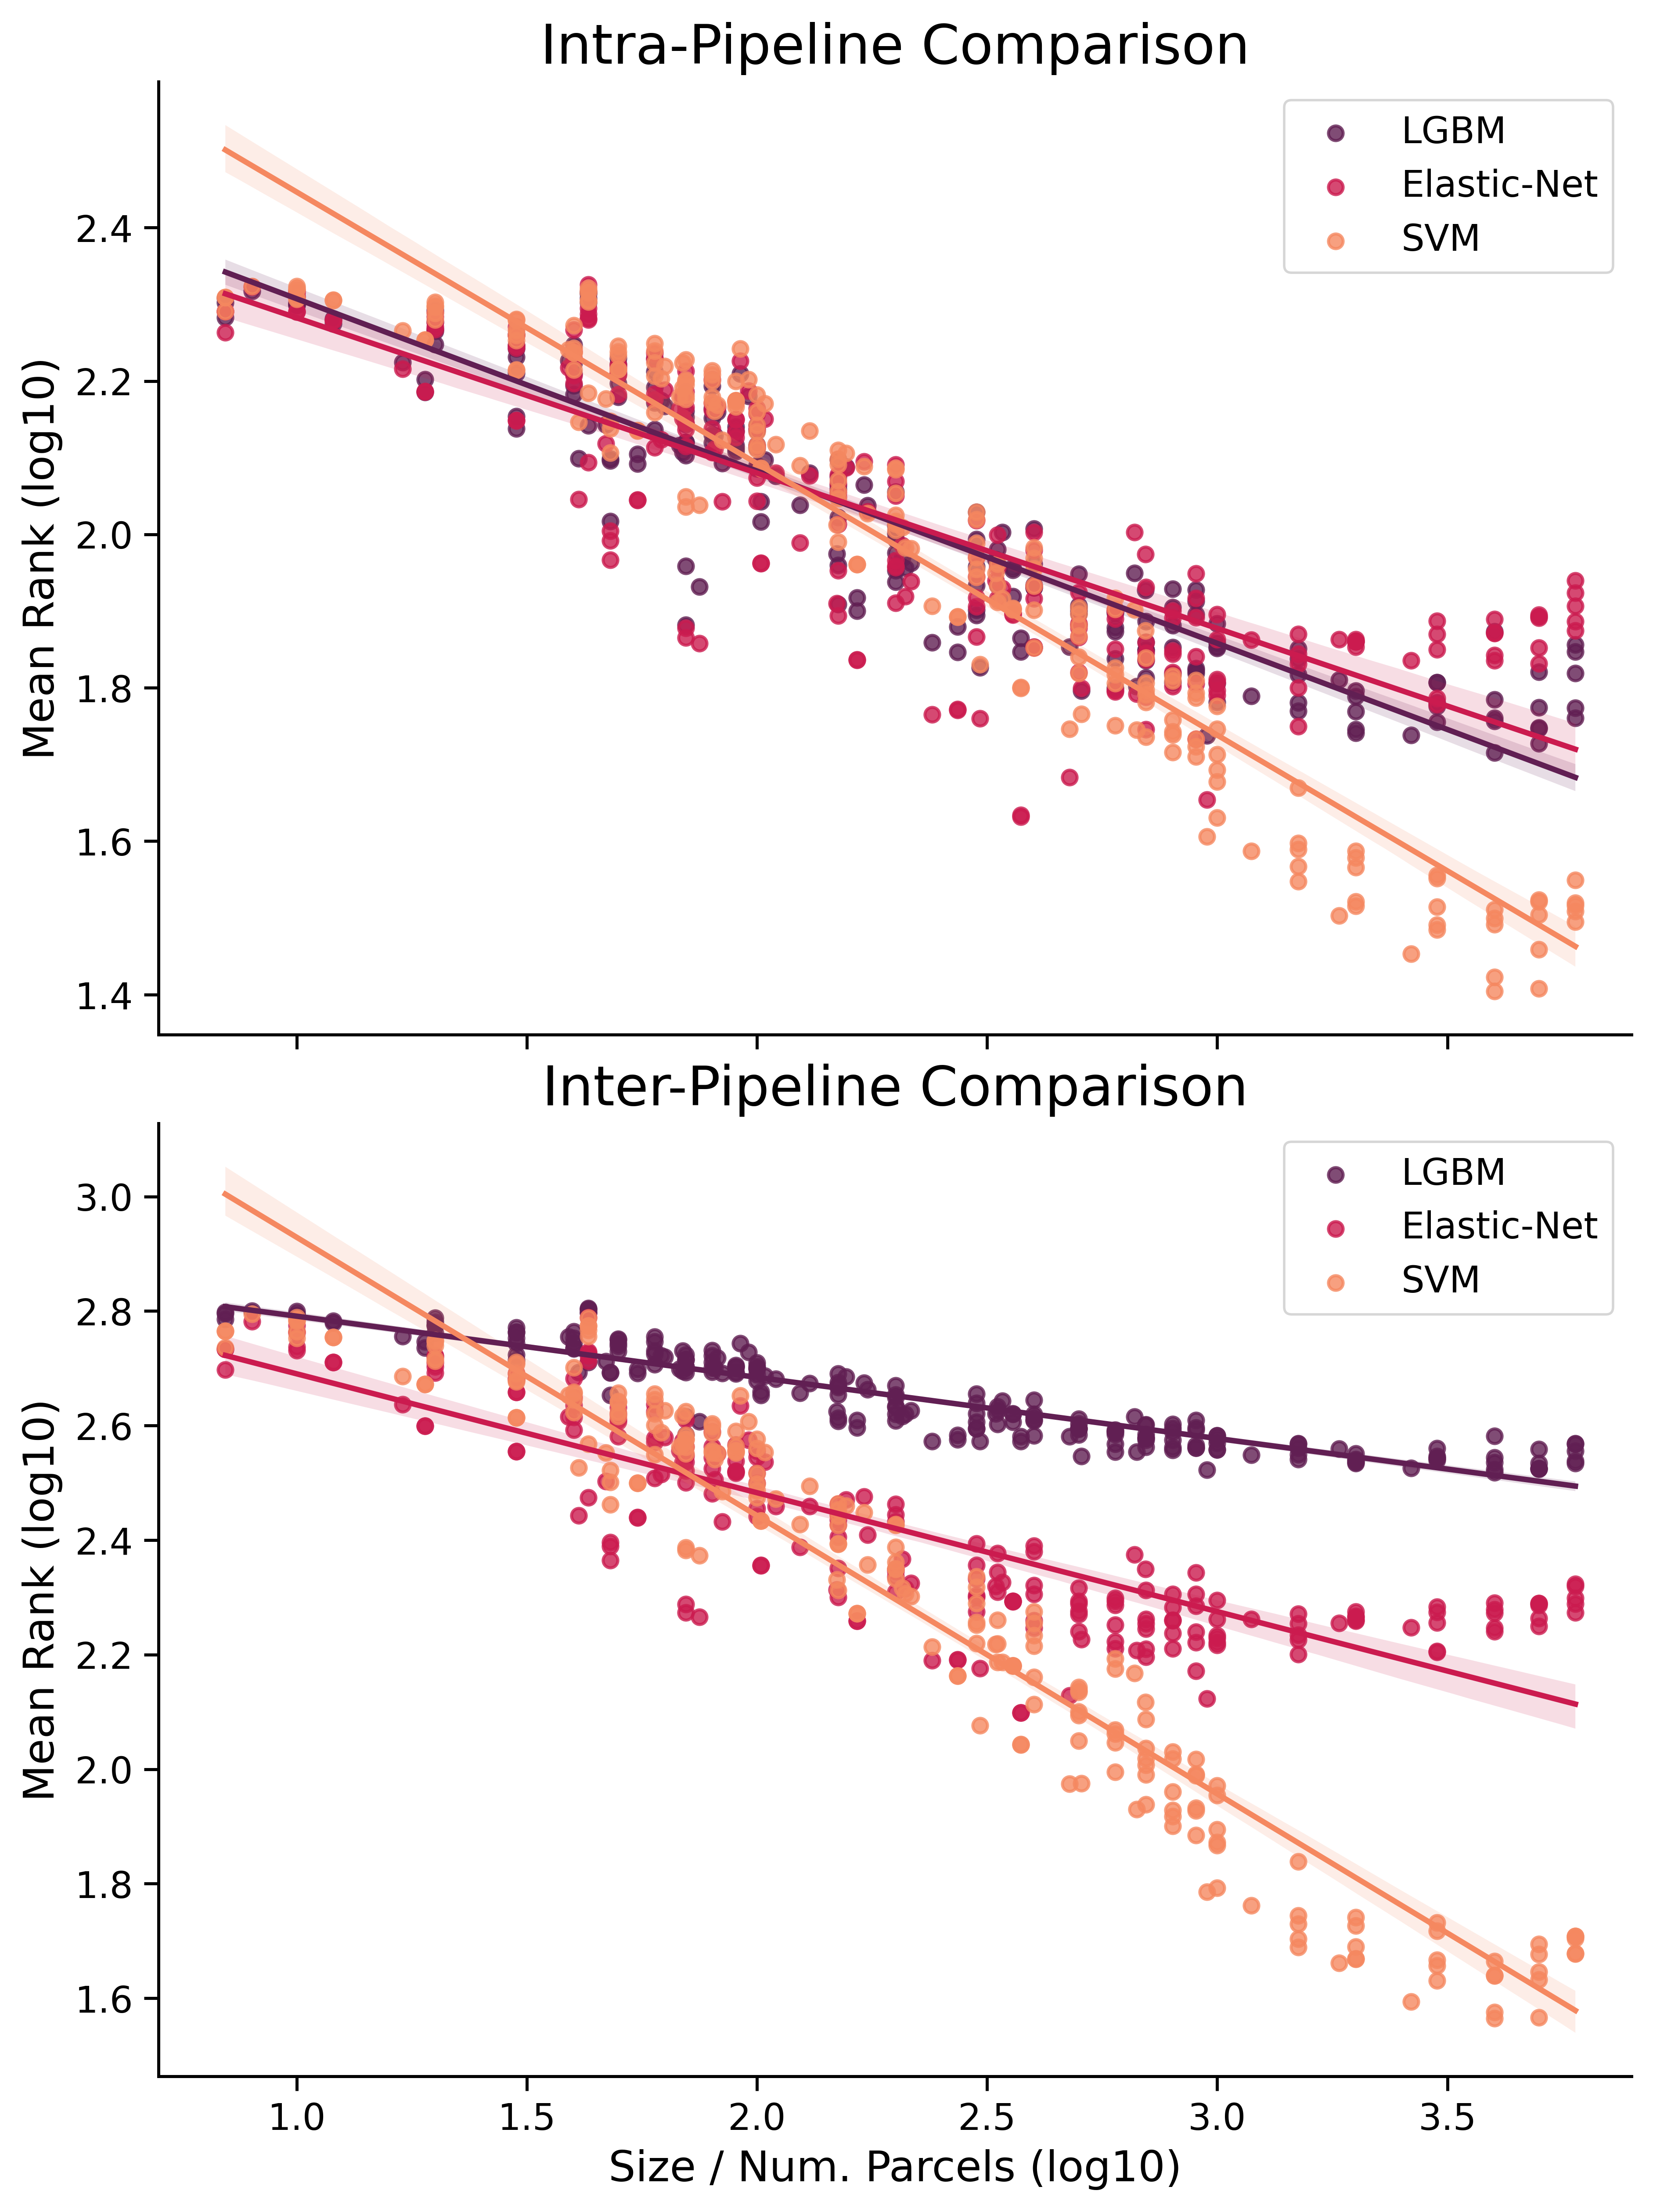 Intra-Pipeline Comparison
LGBM
Elastic-Net
SVM
Mean Rank (log10)
2.4
2.2
2.0
1.8
1.6
1.4
Inter-Pipeline Comparison
LGBM
Elastic-Net
SVM
Mean Rank (log10)
3.0
2.8
2.6
2.4
2.2
2.0
1.8
1.6
1.0 1.5 2.0 2.5 3.0 3.5
Size / Num. Parcels (log10)